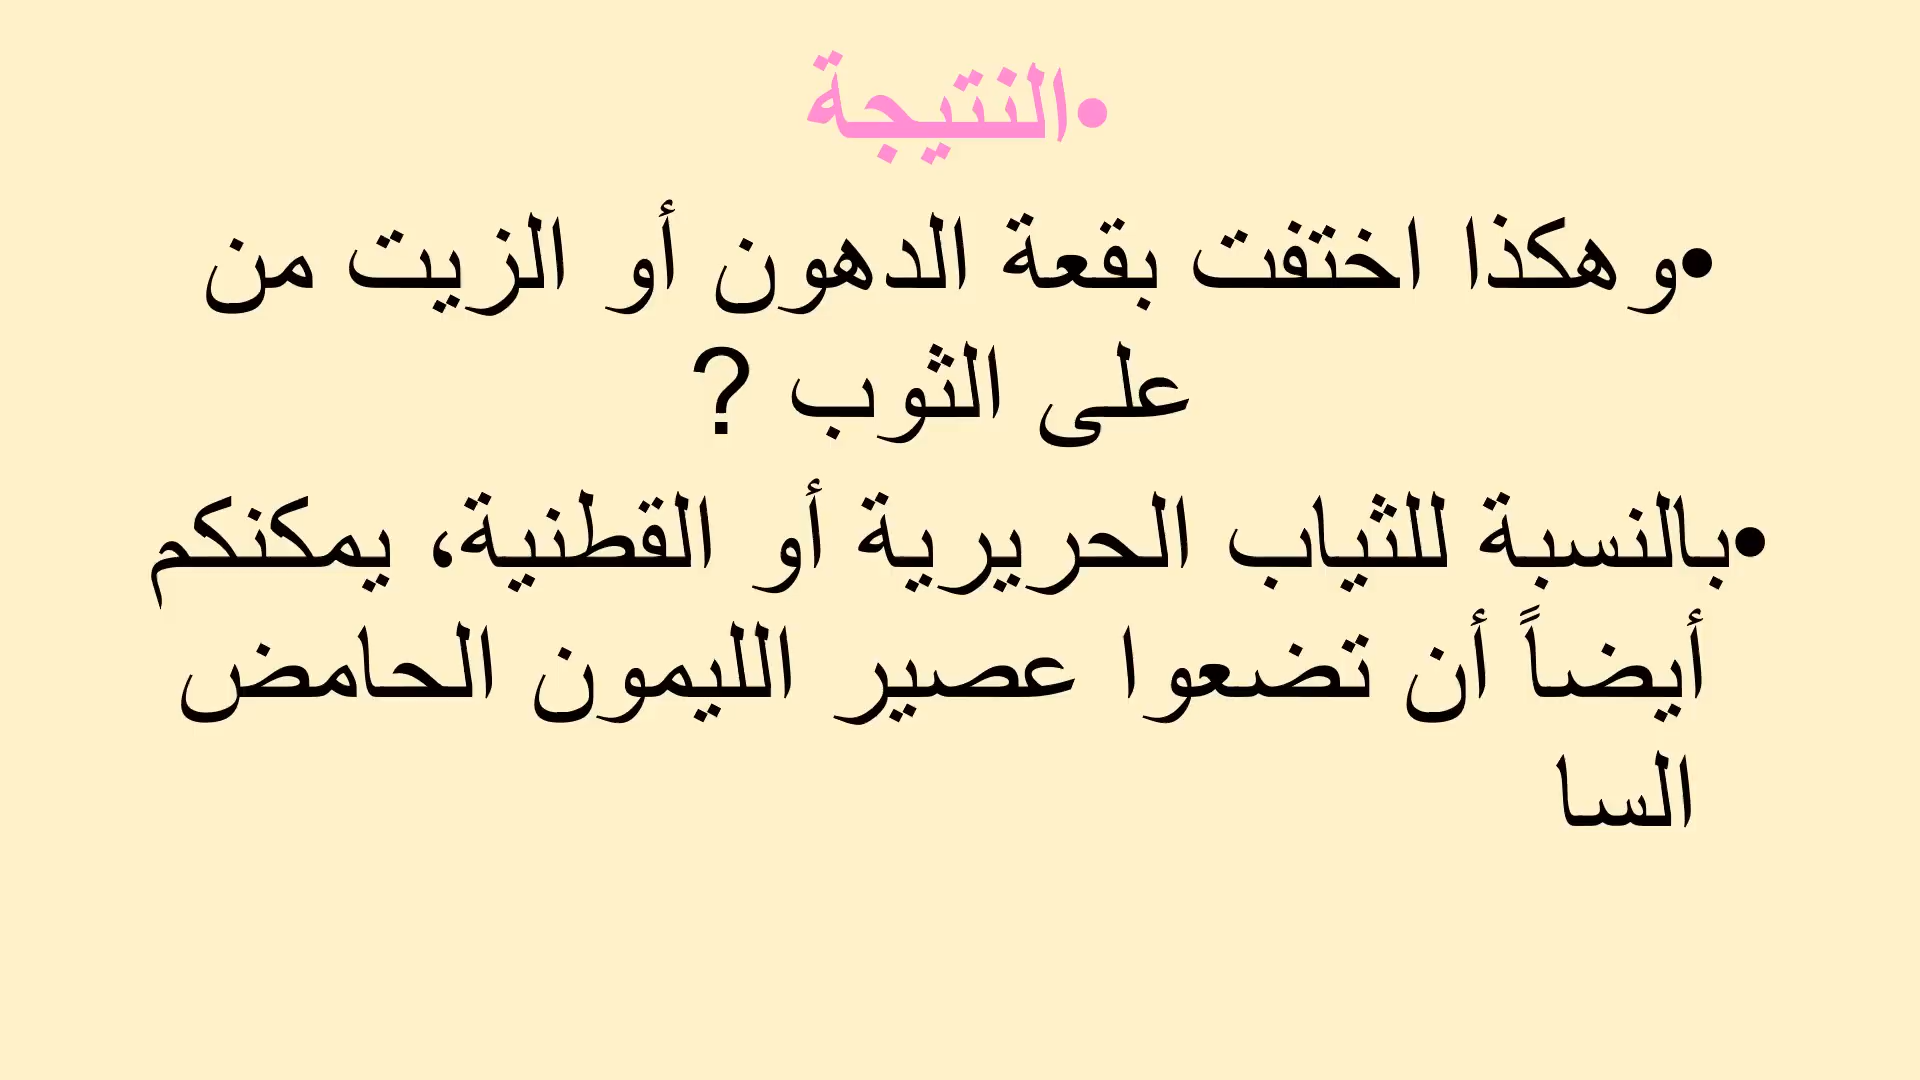 •النتيجة
•وهكذا اختفت بقعة الدهون أو الزيت من
على الثوب ?
•بالنسبة للثياب الحريرية أو القطنية، يمكنكم
أيضاً أن تضعوا عصير الليمون الحامض
السا